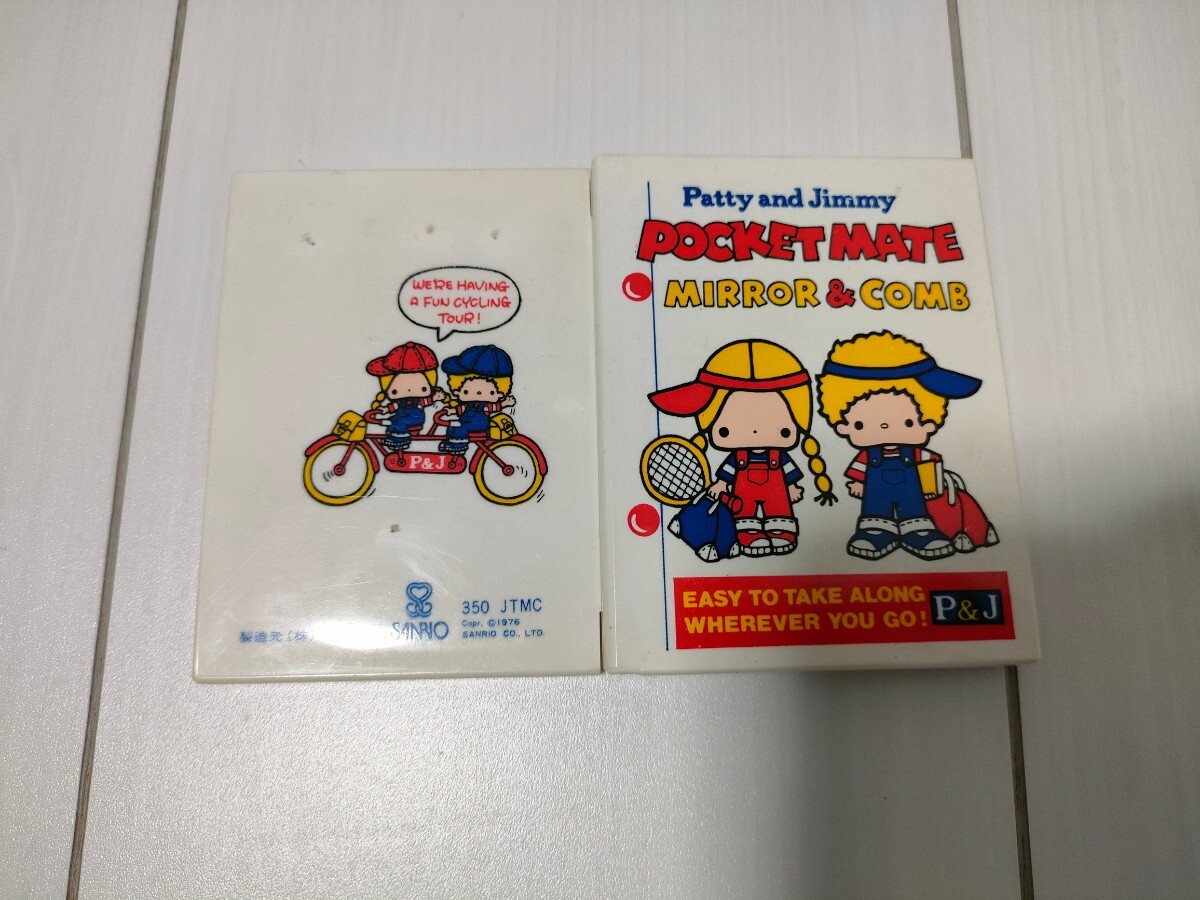 WE'RE HAVING
A FUN CYCLING
TOUR!
P&J
SANRIO
350 JTMC
Copr. ©1976
SANRIO CO., LTD.
製造発(株)
Patty and Jimmy
POCKET MATE
MIRROR & COMB
EASY TO TAKE ALONG
WHEREVER YOU GO!
P&J